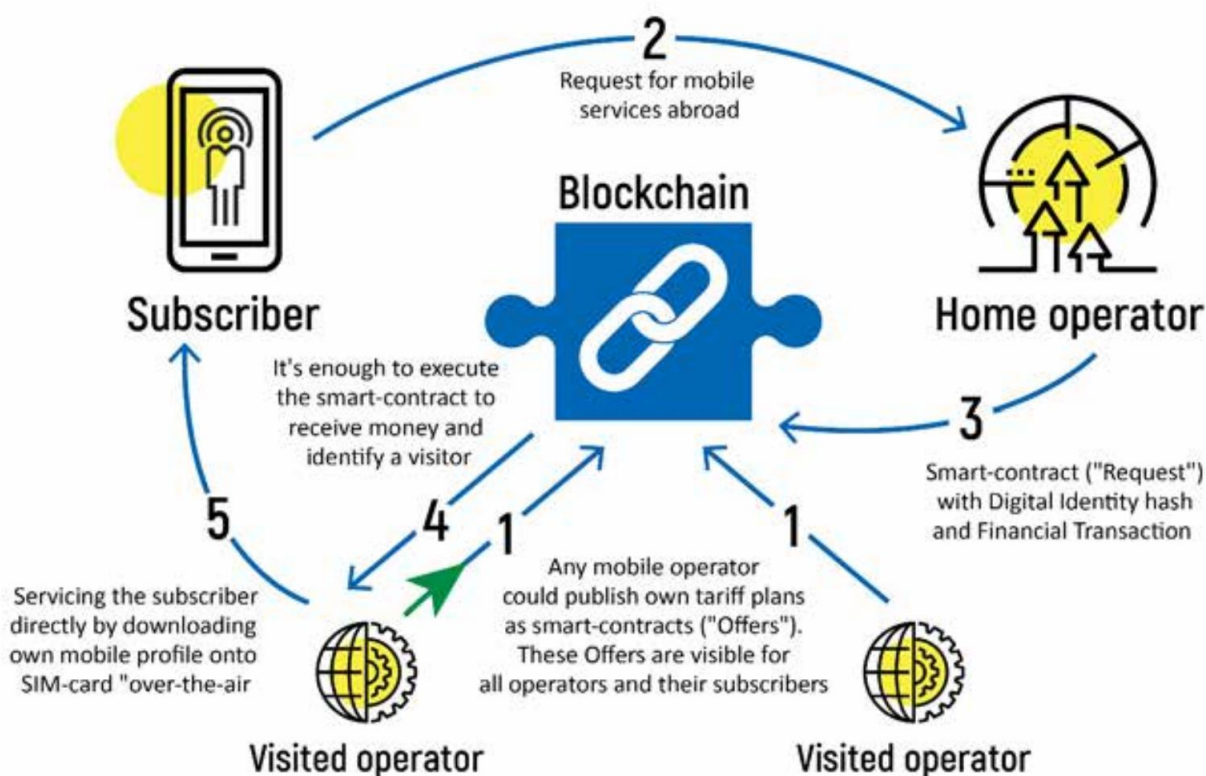 2
Request for mobile
services abroad
Blockchain
Subscriber
Home operator
It's enough to execute
the smart-contract to
receive money and
identify a visitor
3
Smart-contract ("Request")
with Digital Identity hash
and Financial Transaction
5
4
1
1
Servicing the subscriber
directly by downloading
own mobile profile onto
SIM-card "over-the-air
Any mobile operator
could publish own tariff plans
as smart-contracts ("Offers").
These Offers are visible for
all operators and their subscribers
Visited operator
Visited operator